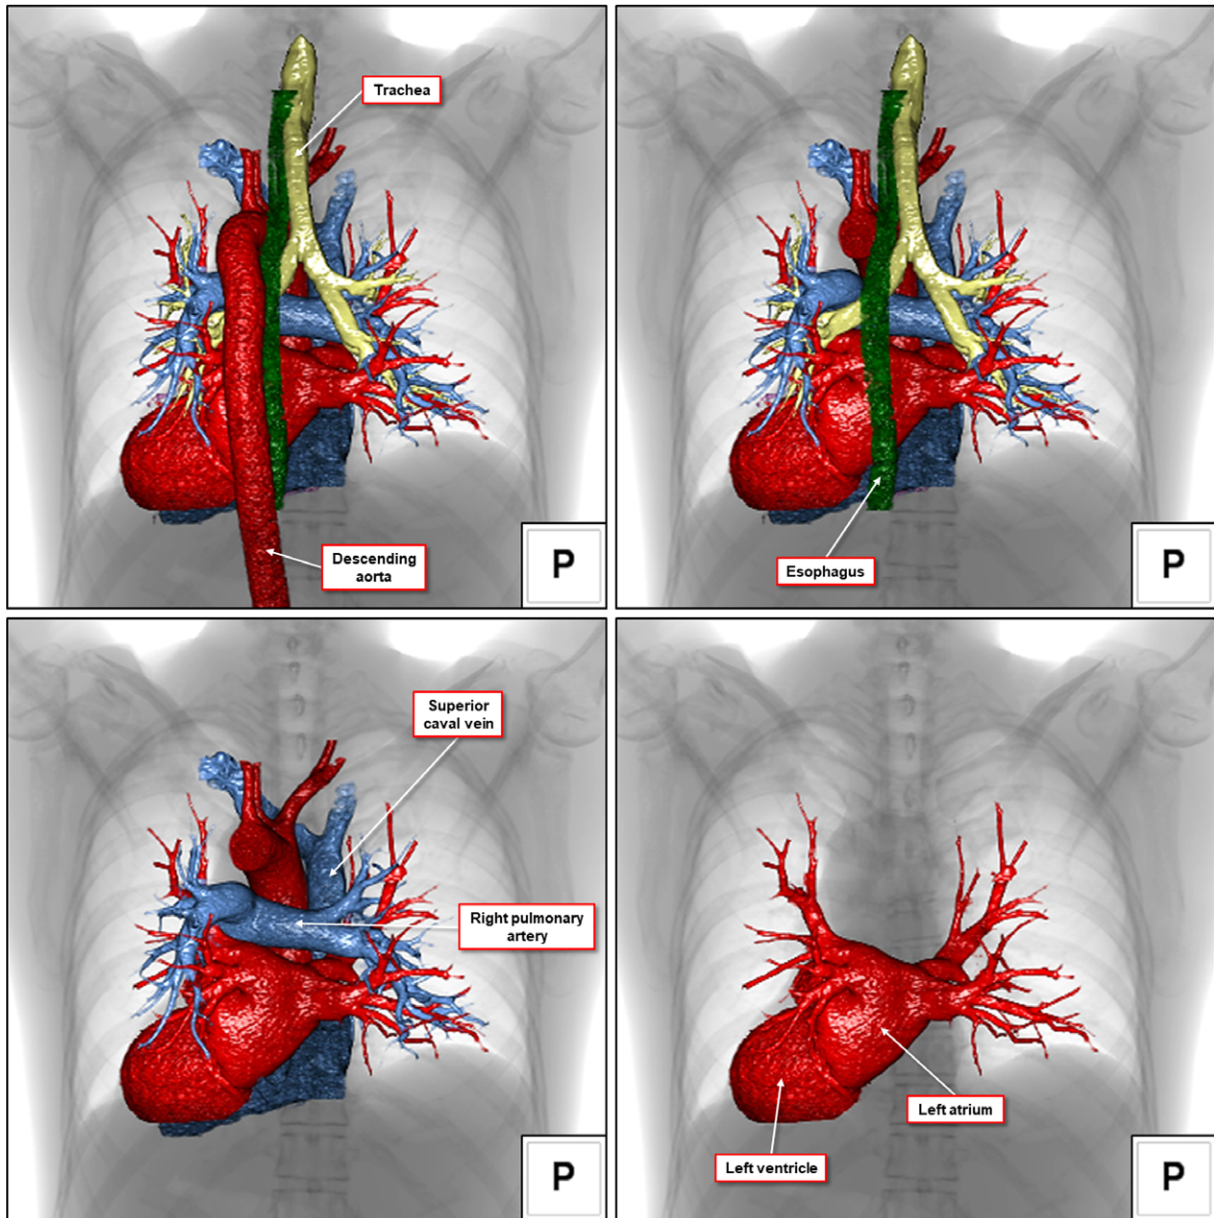 Trachea
Descending
aorta
P
Esophagus
P
Superior
caval vein
Right pulmonary
artery
P
Left atrium
Left ventricle
P